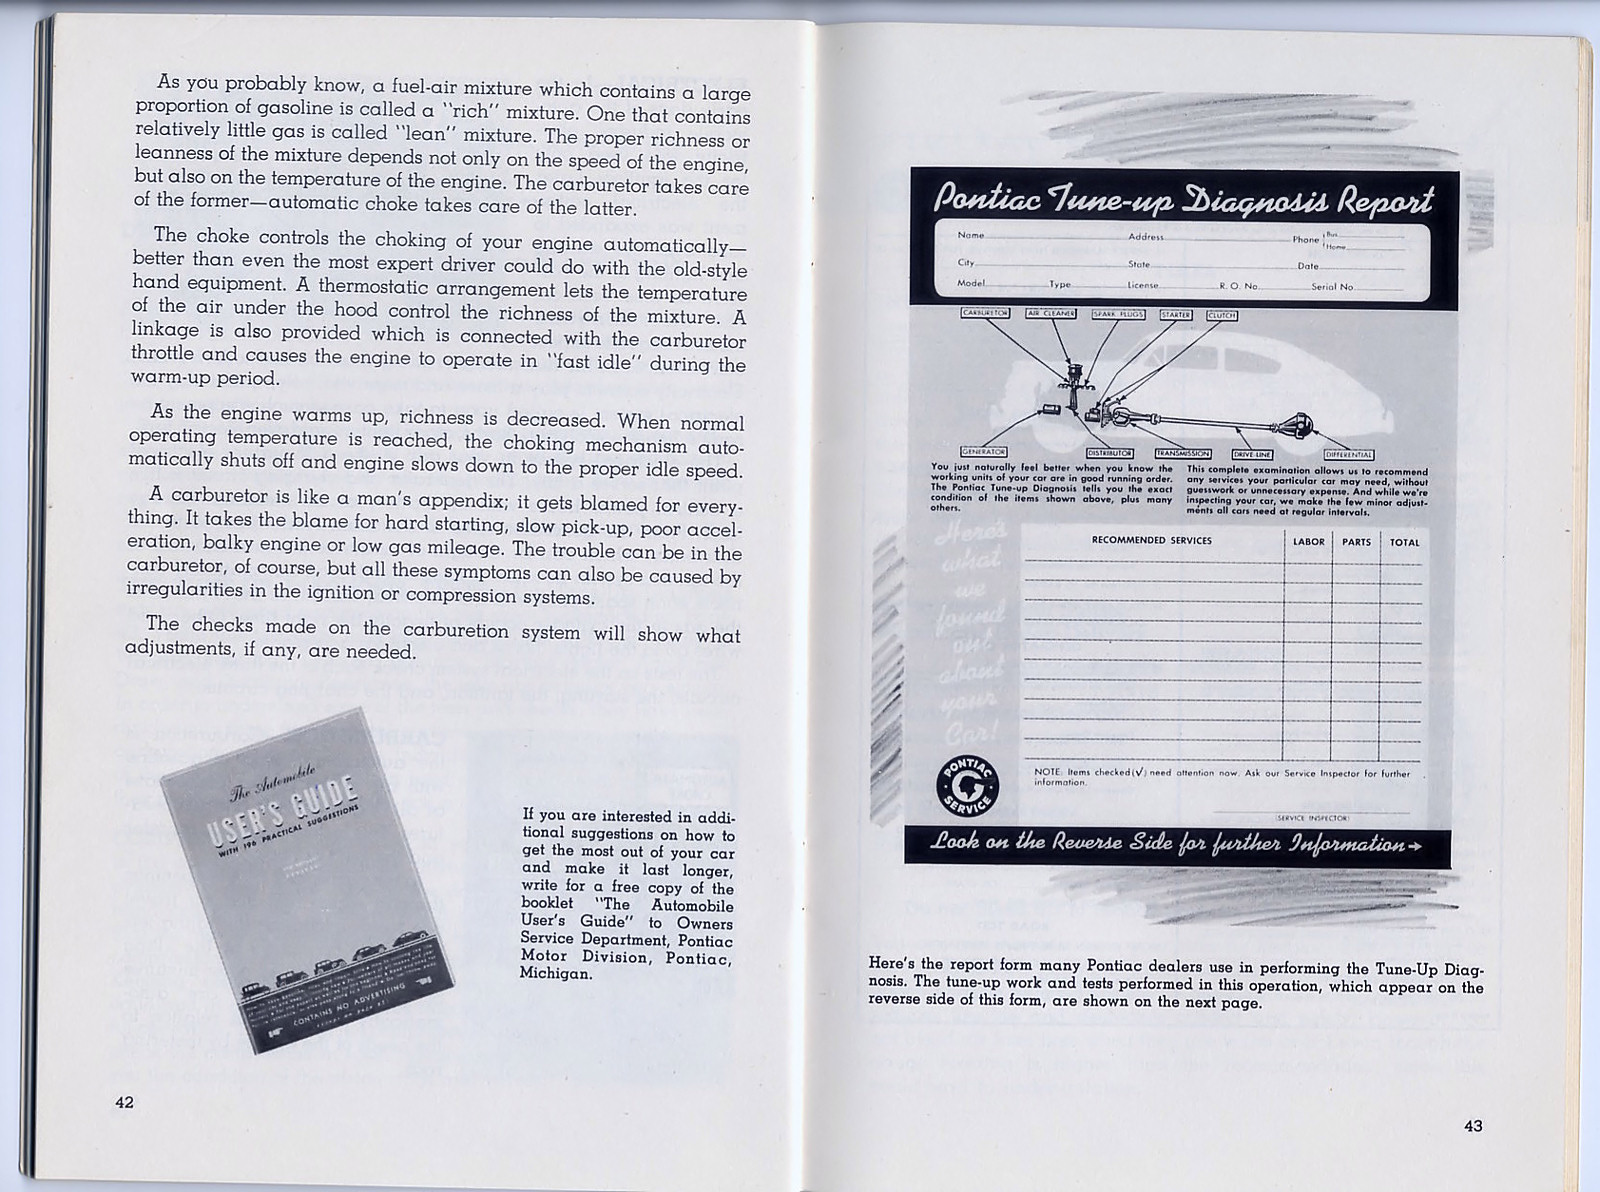 As you probably know, a fuel-air mixture which contains a large
proportion of gasoline is called a "rich" mixture. One that contains
relatively little gas is called "lean" mixture. The proper richness or
leanness of the mixture depends not only on the speed of the engine,
but also on the temperature of the engine. The carburetor takes care
of the former—automatic choke takes care of the latter.
The choke controls the choking of your engine automatically—
better than even the most expert driver could do with the old-style
hand equipment. A thermostatic arrangement lets the temperature
of the air under the hood control the richness of the mixture. A
linkage is also provided which is connected with the carburetor
throttle and causes the engine to operate in "fast idle" during the
warm-up period.
As the engine warms up, richness is decreased. When normal
operating temperature is reached, the choking mechanism auto-
matically shuts off and engine slows down to the proper idle speed.
A carburetor is like a man's appendix; it gets blamed for every-
thing. It takes the blame for hard starting, slow pick-up, poor accel-
eration, balky engine or low gas mileage. The trouble can be in the
carburetor, of course, but all these symptoms can also be caused by
irregularities in the ignition or compression systems.
The checks made on the carburetion system will show what
adjustments, if any, are needed.
The Automobile
USER'S GUIDE
WITH 196 PRACTICAL SUGGESTIONS
CONTAINS NO ADVERTISING
If you are interested in addi-
tional suggestions on how to
get the most out of your car
and make it last longer,
write for a free copy of the
booklet "The Automobile
User's Guide" to Owners
Service Department, Pontiac
Motor Division, Pontiac,
Michigan.
42
Pontiac Tune-up Diagnosis Report
Name Address Phone Bus. Home
City State Date
Model Type License R. O. No. Serial No.
CARBURETOR AIR CLEANER SPARK PLUGS STARTER CLUTCH
GENERATOR DISTRIBUTOR TRANSMISSION DRIVE LINE DIFFERENTIAL
You just naturally feel better when you know the
working units of your car are in good running order.
The Pontiac Tune-up Diagnosis tells you the exact
condition of the items shown above, plus many
others.
This complete examination allows us to recommend
any services your particular car may need, without
guesswork or unnecessary expense. And while we're
inspecting your car, we make the few minor adjust-
ments all cars need at regular intervals.
Here's
what
we
found
out
about
your
Car!
RECOMMENDED SERVICES LABOR PARTS TOTAL
NOTE: Items checked (√) need attention now. Ask our Service Inspector for further
information.
PONTIAC
SERVICE
(SERVICE INSPECTOR)
Look on the Reverse Side for further Information→
Here's the report form many Pontiac dealers use in performing the Tune-Up Diag-
nosis. The tune-up work and tests performed in this operation, which appear on the
reverse side of this form, are shown on the next page.
43